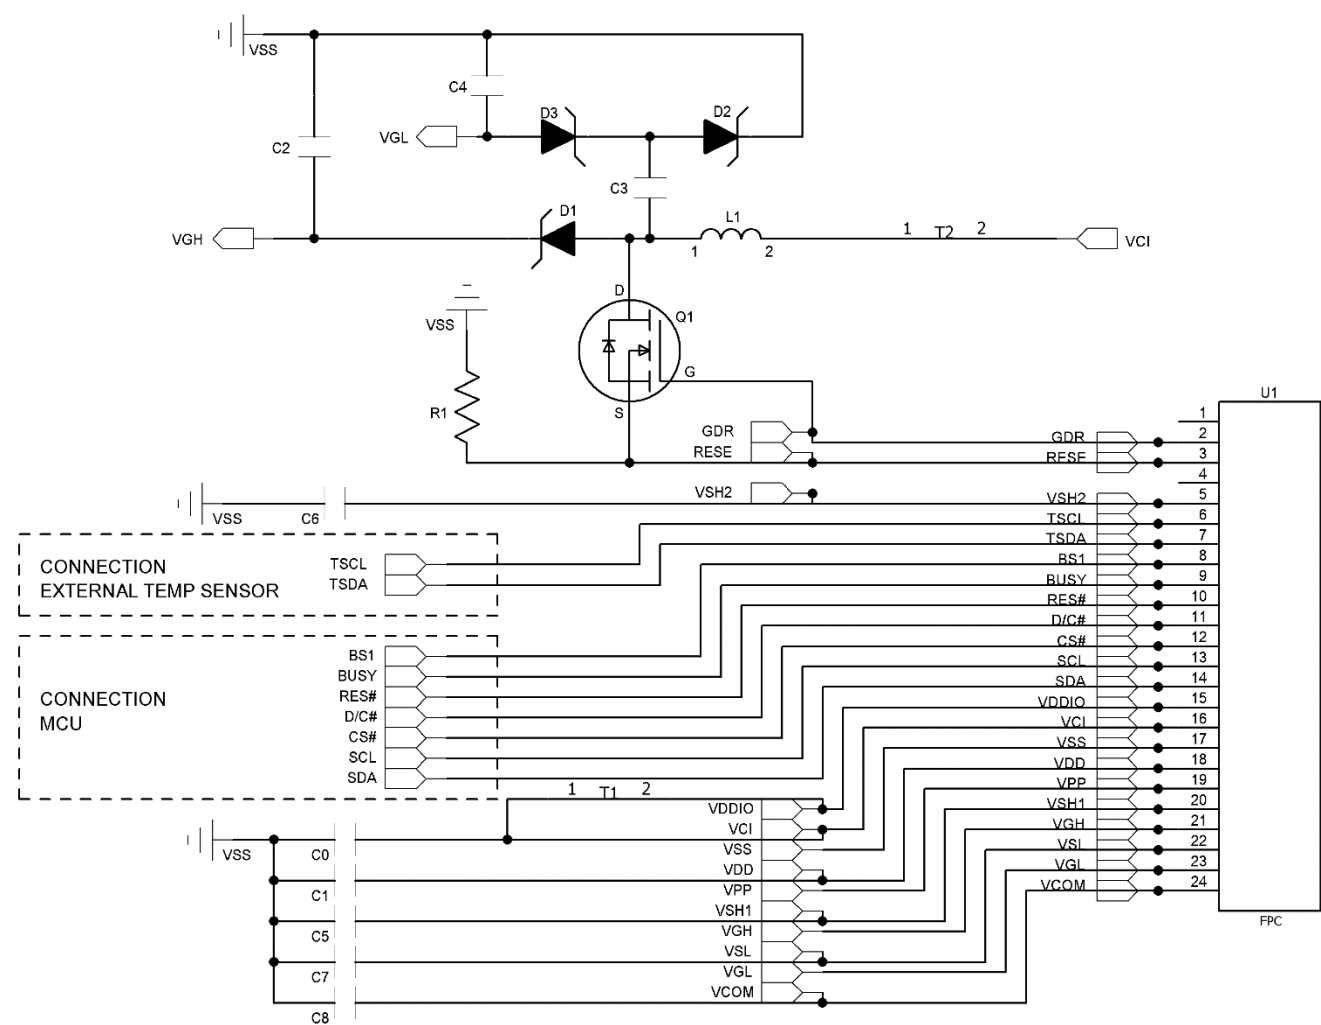 VSS
C4
D3
D2
VGL
C2
C3
D1
L1
VGH
1
2
1 T2 2
VCI
D
Q1
VSS
G
R1
S
U1
GDR
RESE
VSH2
VSS
C6
CONNECTION
EXTERNAL TEMP SENSOR
TSCL
TSDA
CONNECTION
MCU
BS1
BUSY
RES#
D/C#
CS#
SCL
SDA
1 T1 2
VSS
C0
C1
C5
C7
C8
VDDIO
VCI
VSS
VDD
VPP
VSH1
VGH
VSL
VGL
VCOM
1
GDR 2
RESE 3
4
VSH2 5
TSCL 6
TSDA 7
BS1 8
BUSY 9
RES# 10
D/C# 11
CS# 12
SCL 13
SDA 14
VDDIO 15
VCI 16
VSS 17
VDD 18
VPP 19
VSH1 20
VGH 21
VSL 22
VGL 23
VCOM 24
FPC